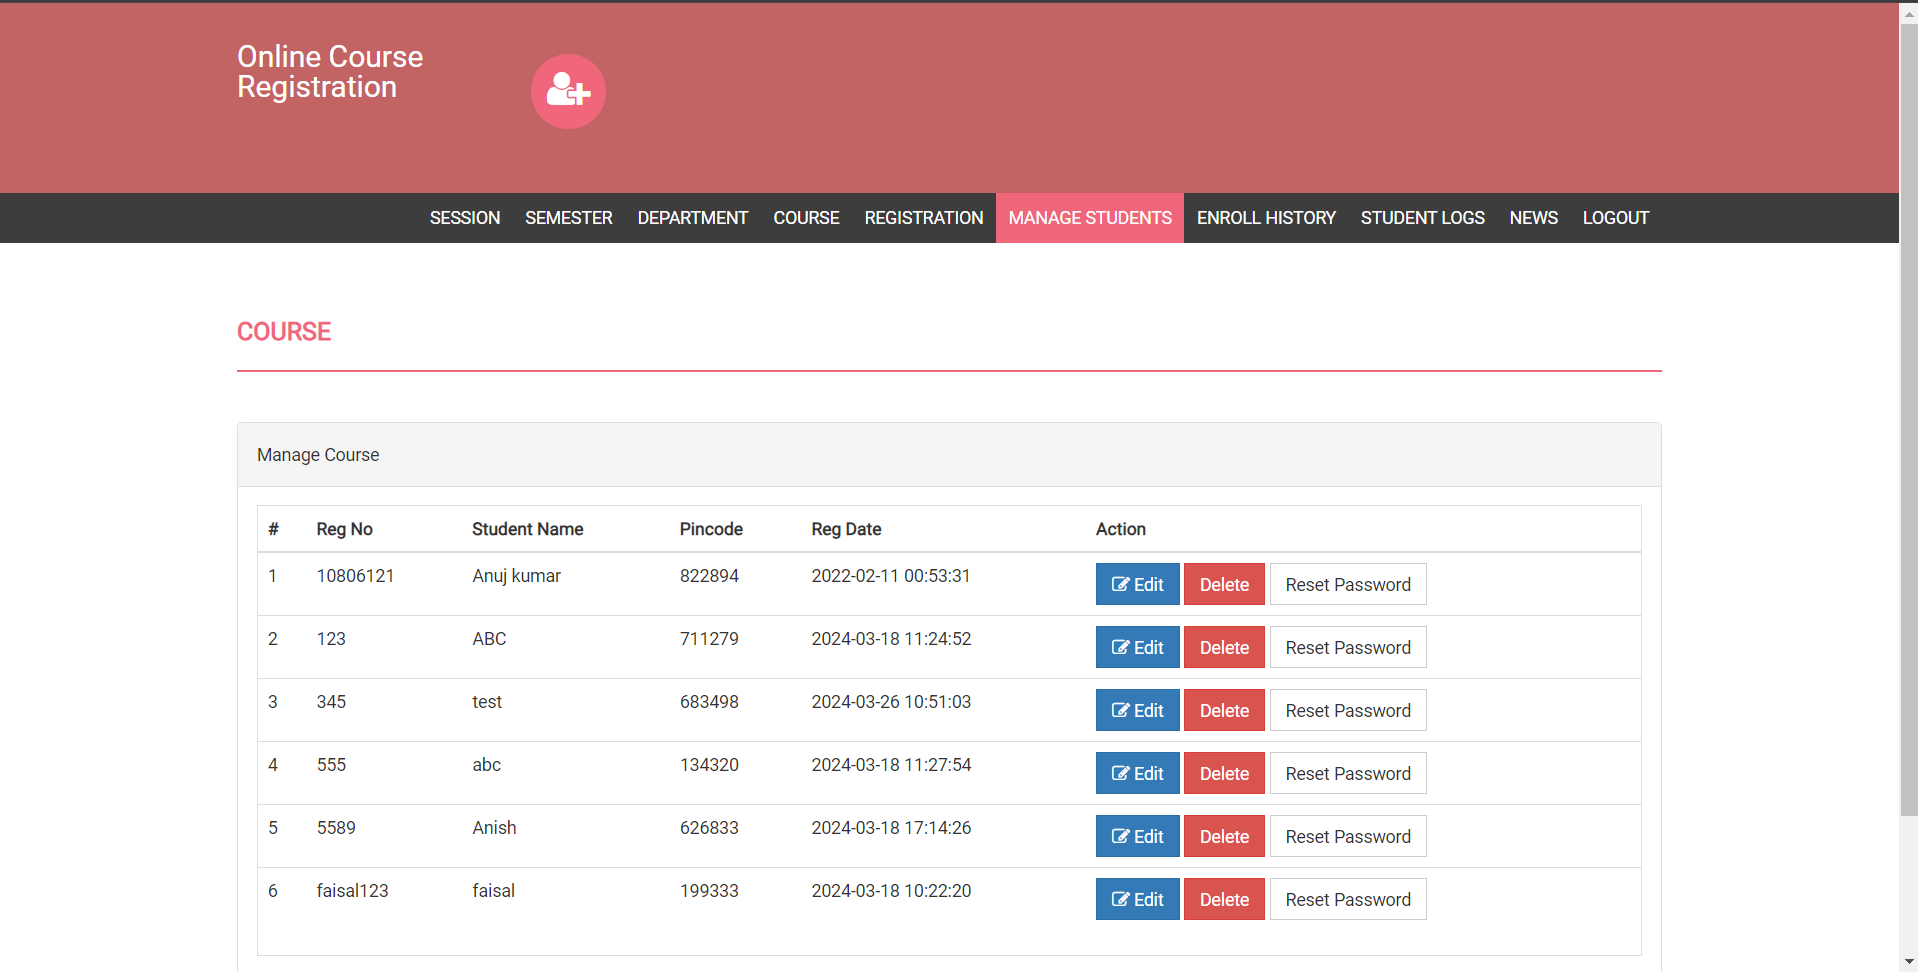 Online Course
Registration
SESSION SEMESTER DEPARTMENT COURSE REGISTRATION MANAGE STUDENTS ENROLL HISTORY STUDENT LOGS NEWS LOGOUT
COURSE
Manage Course
# Reg No Student Name Pincode Reg Date Action
1 10806121 Anuj kumar 822894 2022-02-11 00:53:31 Edit Delete Reset Password
2 123 ABC 711279 2024-03-18 11:24:52 Edit Delete Reset Password
3 345 test 683498 2024-03-26 10:51:03 Edit Delete Reset Password
4 555 abc 134320 2024-03-18 11:27:54 Edit Delete Reset Password
5 5589 Anish 626833 2024-03-18 17:14:26 Edit Delete Reset Password
6 faisal123 faisal 199333 2024-03-18 10:22:20 Edit Delete Reset Password